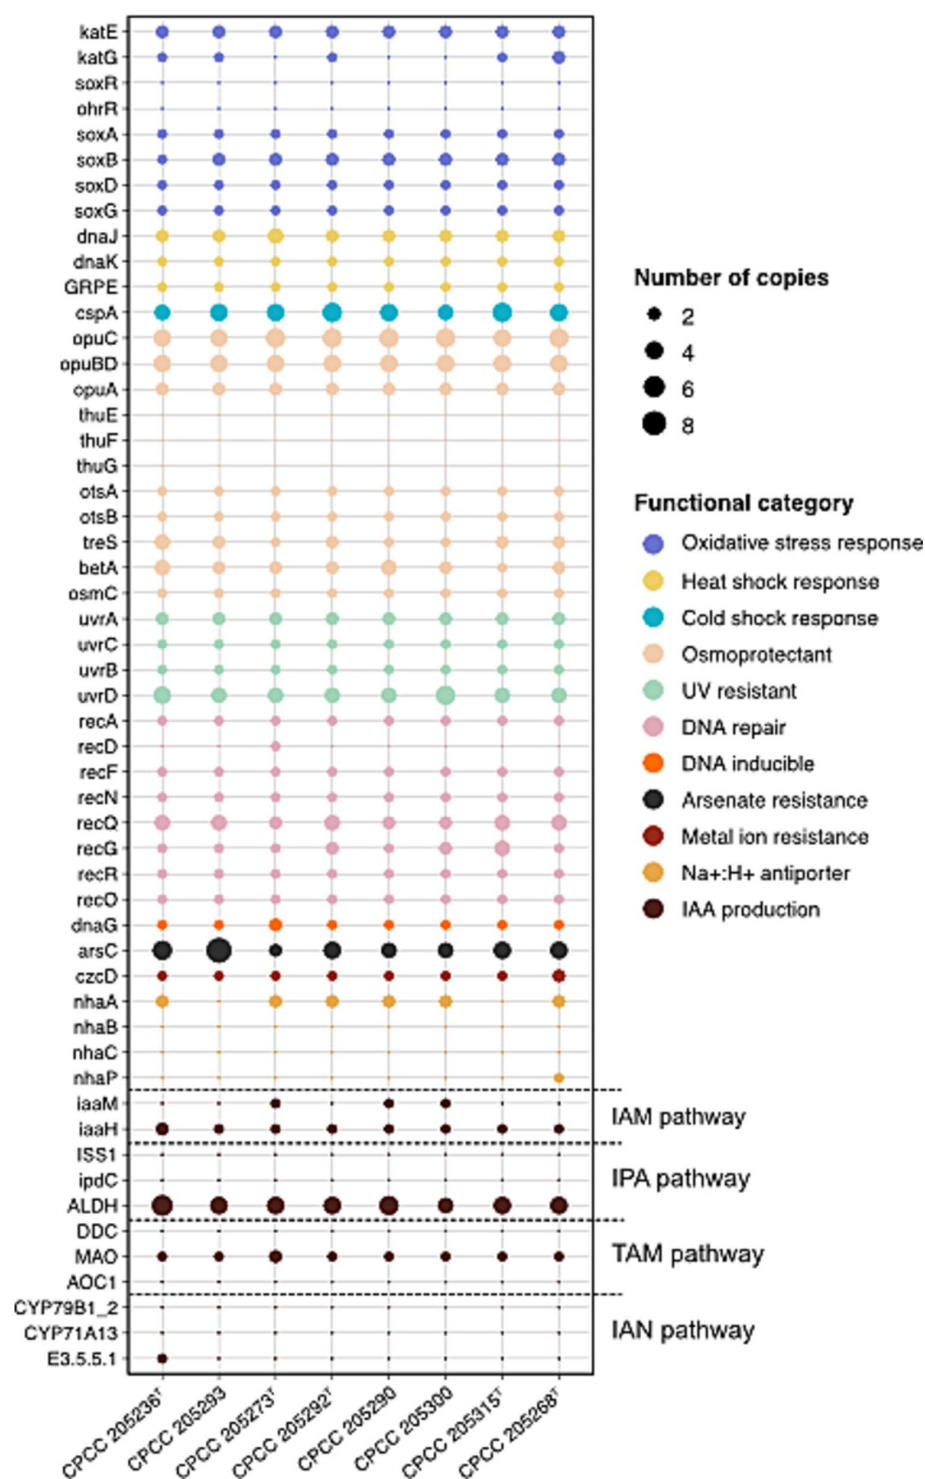 katE
katG
soxR
ohrR
soxA
soxB
soxD
soxG
dnaJ
dnaK
GRPE
cspA
opuC
opuBD
opuA
thuE
thuF
thuG
otsA
otsB
treS
betA
osmC
uvrA
uvrC
uvrB
uvrD
recA
recD
recF
recN
recQ
recG
recR
recO
dnaG
arsC
czcD
nhaA
nhaB
nhaC
nhaP
iaaM
iaaH
ISS1
ipdC
ALDH
DDC
MAO
AOC1
CYP79B1_2
CYP71A13
E3.5.5.1
CPCC 205236ᵀ
CPCC 205293
CPCC 205273ᵀ
CPCC 205292ᵀ
CPCC 205290
CPCC 205300
CPCC 205315ᵀ
CPCC 205268ᵀ
Number of copies
2
4
6
8
Functional category
Oxidative stress response
Heat shock response
Cold shock response
Osmoprotectant
UV resistant
DNA repair
DNA inducible
Arsenate resistance
Metal ion resistance
Na+:H+ antiporter
IAA production
IAM pathway
IPA pathway
TAM pathway
IAN pathway